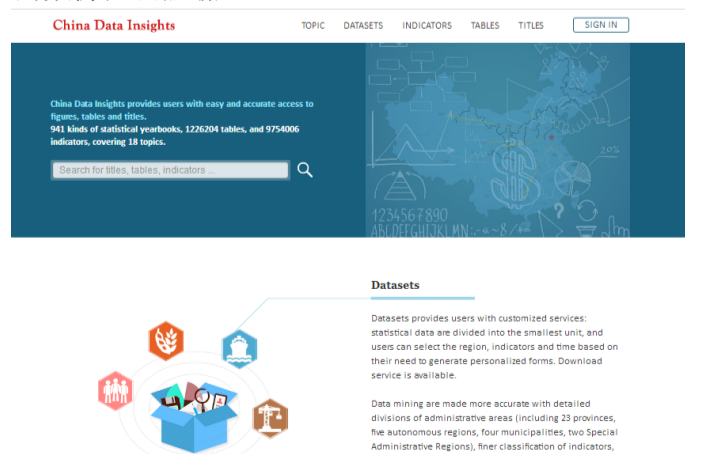 China Data Insights
TOPIC DATASETS INDICATORS TABLES TITLES SIGN IN
China Data Insights provides users with easy and accurate access to
figures, tables and titles.
941 kinds of statistical yearbooks, 1226204 tables, and 9754006
indicators, covering 18 topics.
Search for titles, tables, indicators ...
20%
1234567890
ABCDEFGHIJKLMN
Datasets
Datasets provides users with customized services:
statistical data are divided into the smallest unit, and
users can select the region, indicators and time based on
their need to generate personalized forms. Download
service is available.
Data mining are made more accurate with detailed
divisions of administrative areas (including 23 provinces,
five autonomous regions, four municipalities, two Special
Administrative Regions), finer classification of indicators,